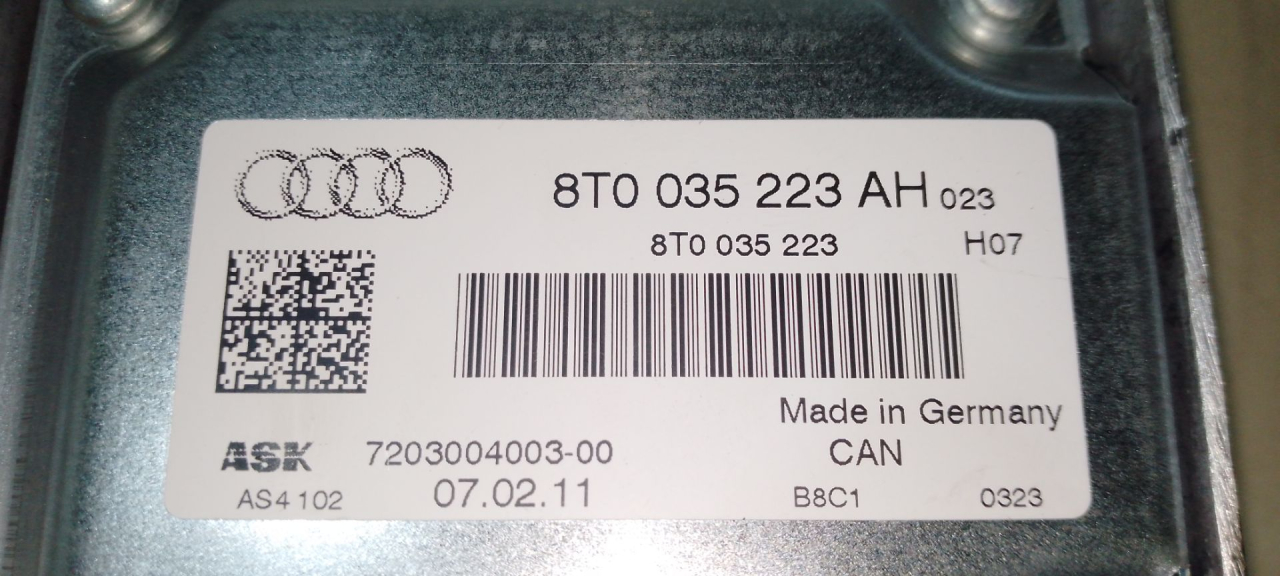 8T0 035 223 AH 023
8T0 035 223 H07
Made in Germany
ASK 7203004003-00 CAN
AS4 102 07.02.11 B8C1 0323